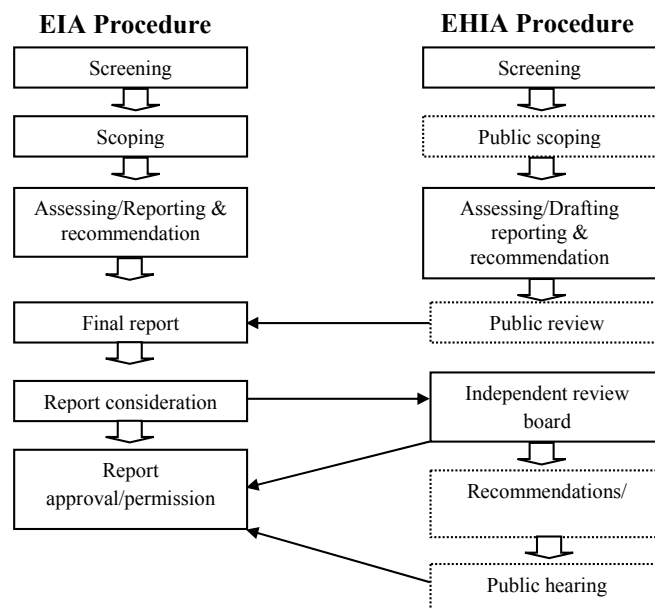 EIA Procedure
Screening
Scoping
Assessing/Reporting &
recommendation
Final report
Report consideration
Report
approval/permission
EHIA Procedure
Screening
Public scoping
Assessing/Drafting
reporting &
recommendation
Public review
Independent review
board
Recommendations/
Public hearing